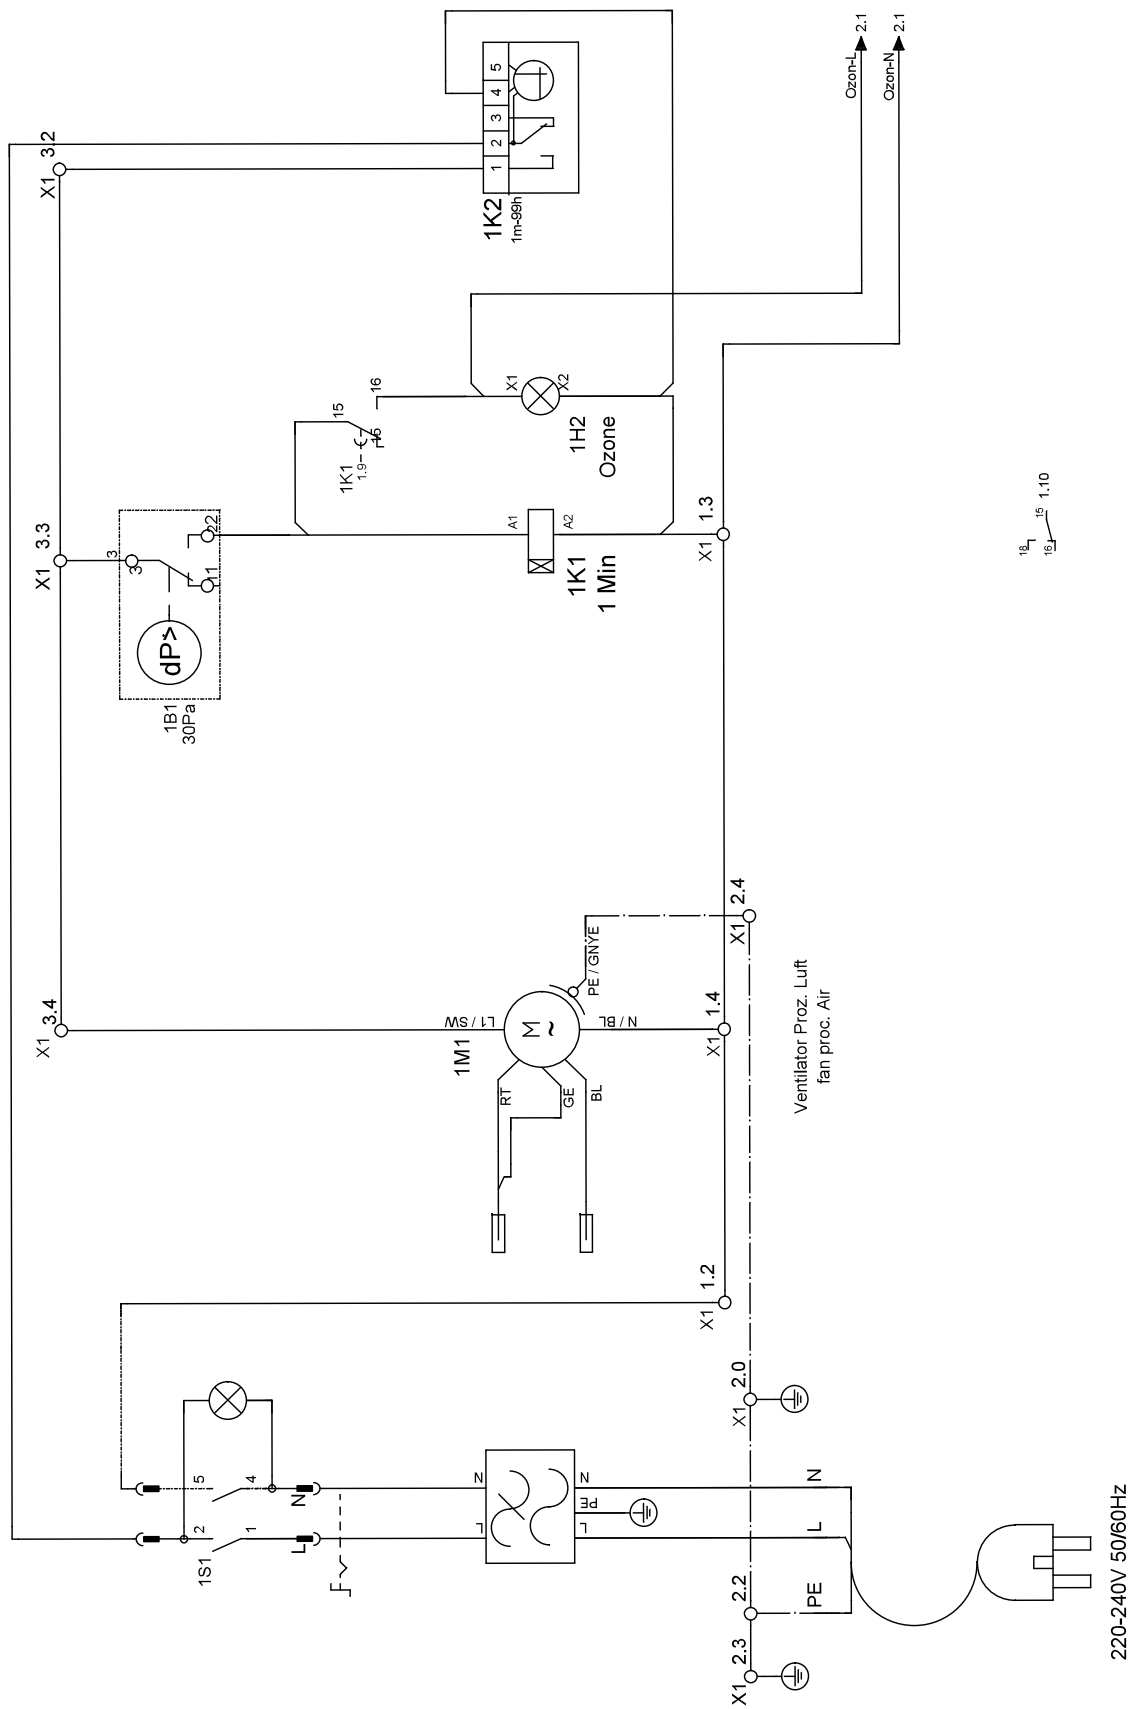 220-240V 50/60Hz
PE
L
N
X1 2.3
2.2
X1 2.0
L
PE
N
L
N
L
N
1S1
1
2
4
5
X1 1.2
RT
GE
BL
1M1
M
~
L1 / SW
N / BL
PE / GNYE
X1 3.4
X1 1.4
X1 2.4
Ventilator Proz. Luft
fan proc. Air
1B1
30Pa
dP>
3
3
11
22
X1 3.3
1K1
1 Min
A1
A2
X1 1.3
1K1
1.9
15
15
16
1H2
Ozone
X1
X2
18
16
15
1.10
X1 3.2
1K2
1m-99h
1
2
3
4
5
Ozon-L
2.1
Ozon-N
2.1